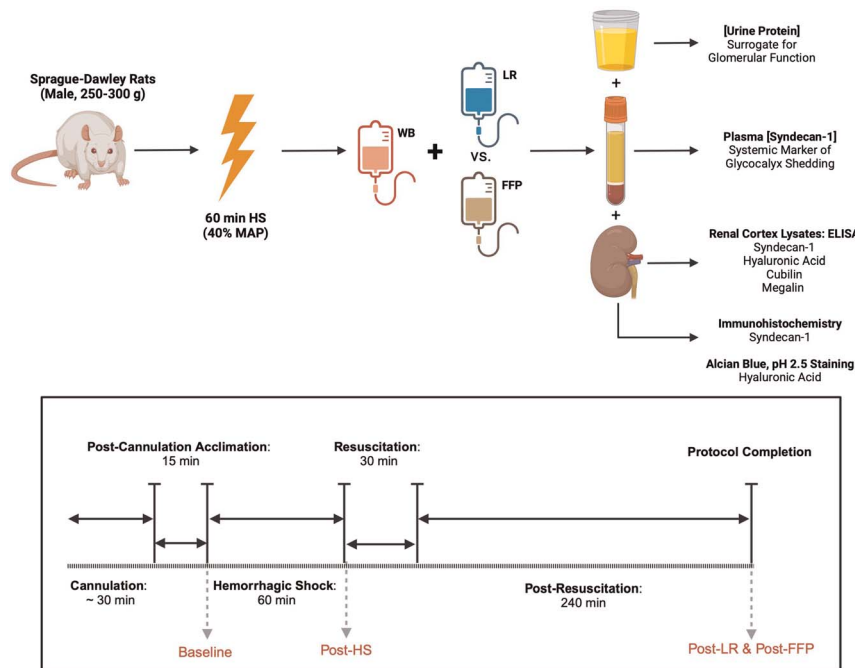 Sprague-Dawley Rats
(Male, 250-300 g)
60 min HS
(40% MAP)
WB
+
LR
VS.
FFP
+
+
[Urine Protein]
Surrogate for
Glomerular Function
Plasma [Syndecan-1]
Systemic Marker of
Glycocalyx Shedding
Renal Cortex Lysates: ELISA
Syndecan-1
Hyaluronic Acid
Cubilin
Megalin
Immunohistochemistry
Syndecan-1
Alcian Blue, pH 2.5 Staining
Hyaluronic Acid
Post-Cannulation Acclimation:
15 min
Resuscitation:
30 min
Protocol Completion
Cannulation:
~ 30 min
Hemorrhagic Shock:
60 min
Post-Resuscitation:
240 min
Baseline
Post-HS
Post-LR & Post-FFP